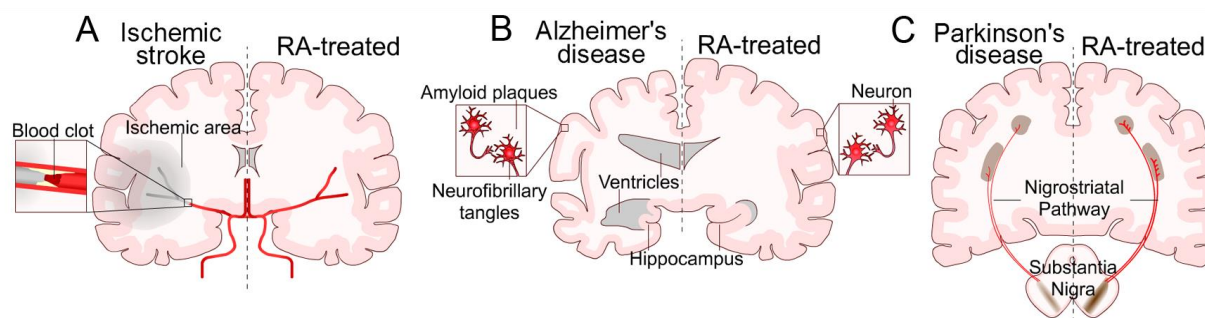 A
Ischemic
stroke
RA-treated
Blood clot
Ischemic area
B
Alzheimer's
disease
RA-treated
Amyloid plaques
Neuron
Neurofibrillary
tangles
Ventricles
Hippocampus
C
Parkinson's
disease
RA-treated
Nigrostriatal
Pathway
Substantia
Nigra